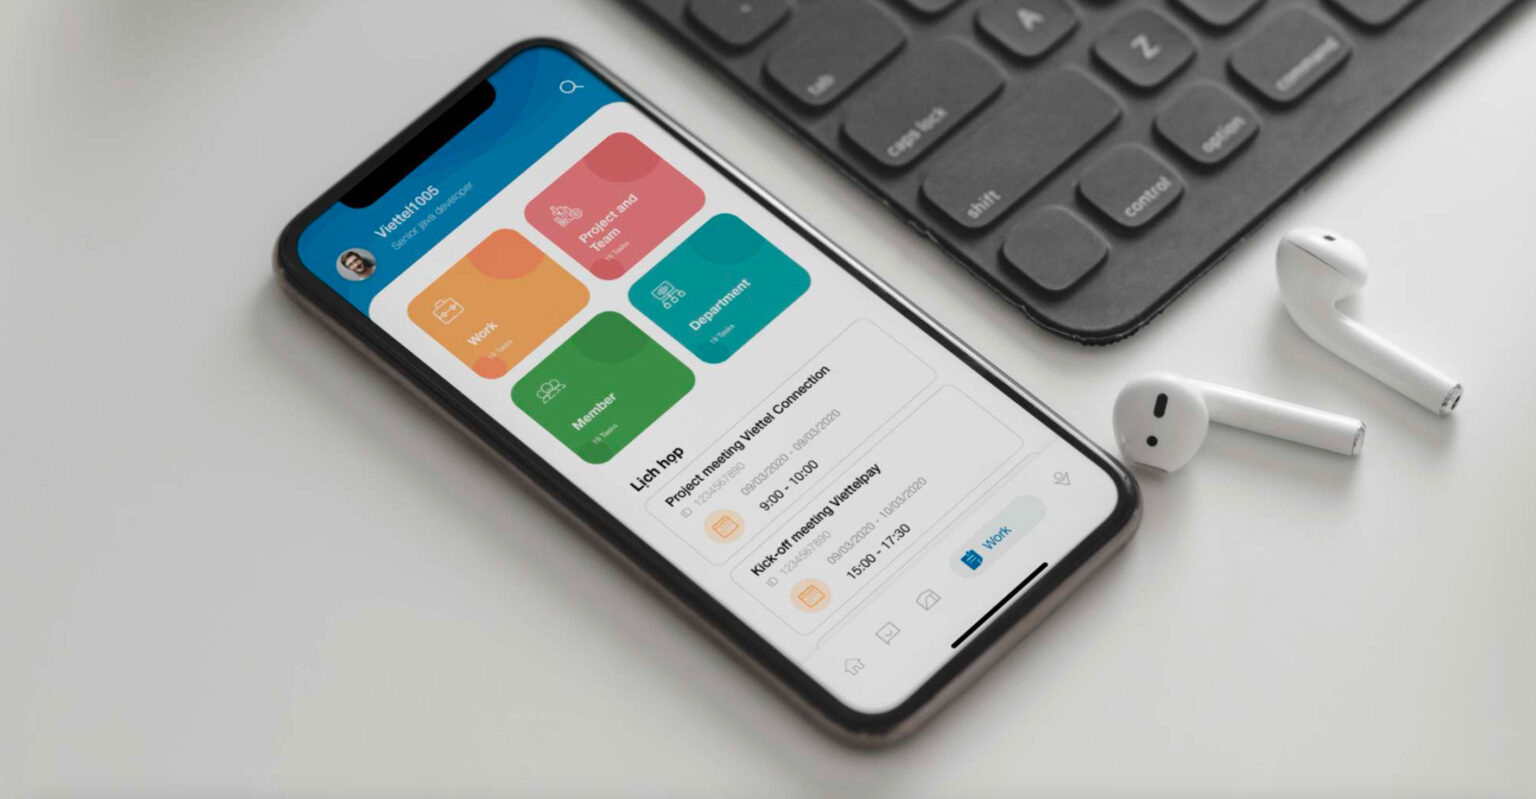 Viettel1005
Senior java developer
Work
19 Tasks
Project and
Team
19 Tasks
Member
19 Tasks
Department
19 Tasks
Lịch họp
Project meeting Viettel Connection
ID 1234567890
09/03/2020 - 09/03/2020
9:00 - 10:00
Kick-off meeting Viettelpay
ID 1234567890
09/03/2020 - 10/03/2020
15:00 - 17:30
Work
tab
caps lock
A
shift
Z
control
option
command